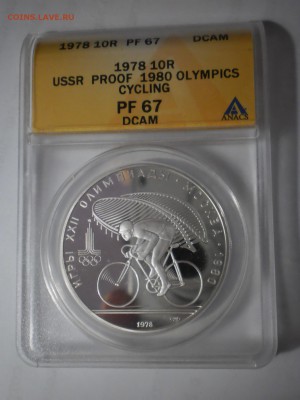 COINS.LAVE.RU
1978 10R PF 67 DCAM
1978 10R
USSR PROOF 1980 OLYMPICS
CYCLING
PF 67
DCAM
ANACS
ИГРЫ XXII ОЛИМПИАДЫ · МОСКВА · 1980
1978